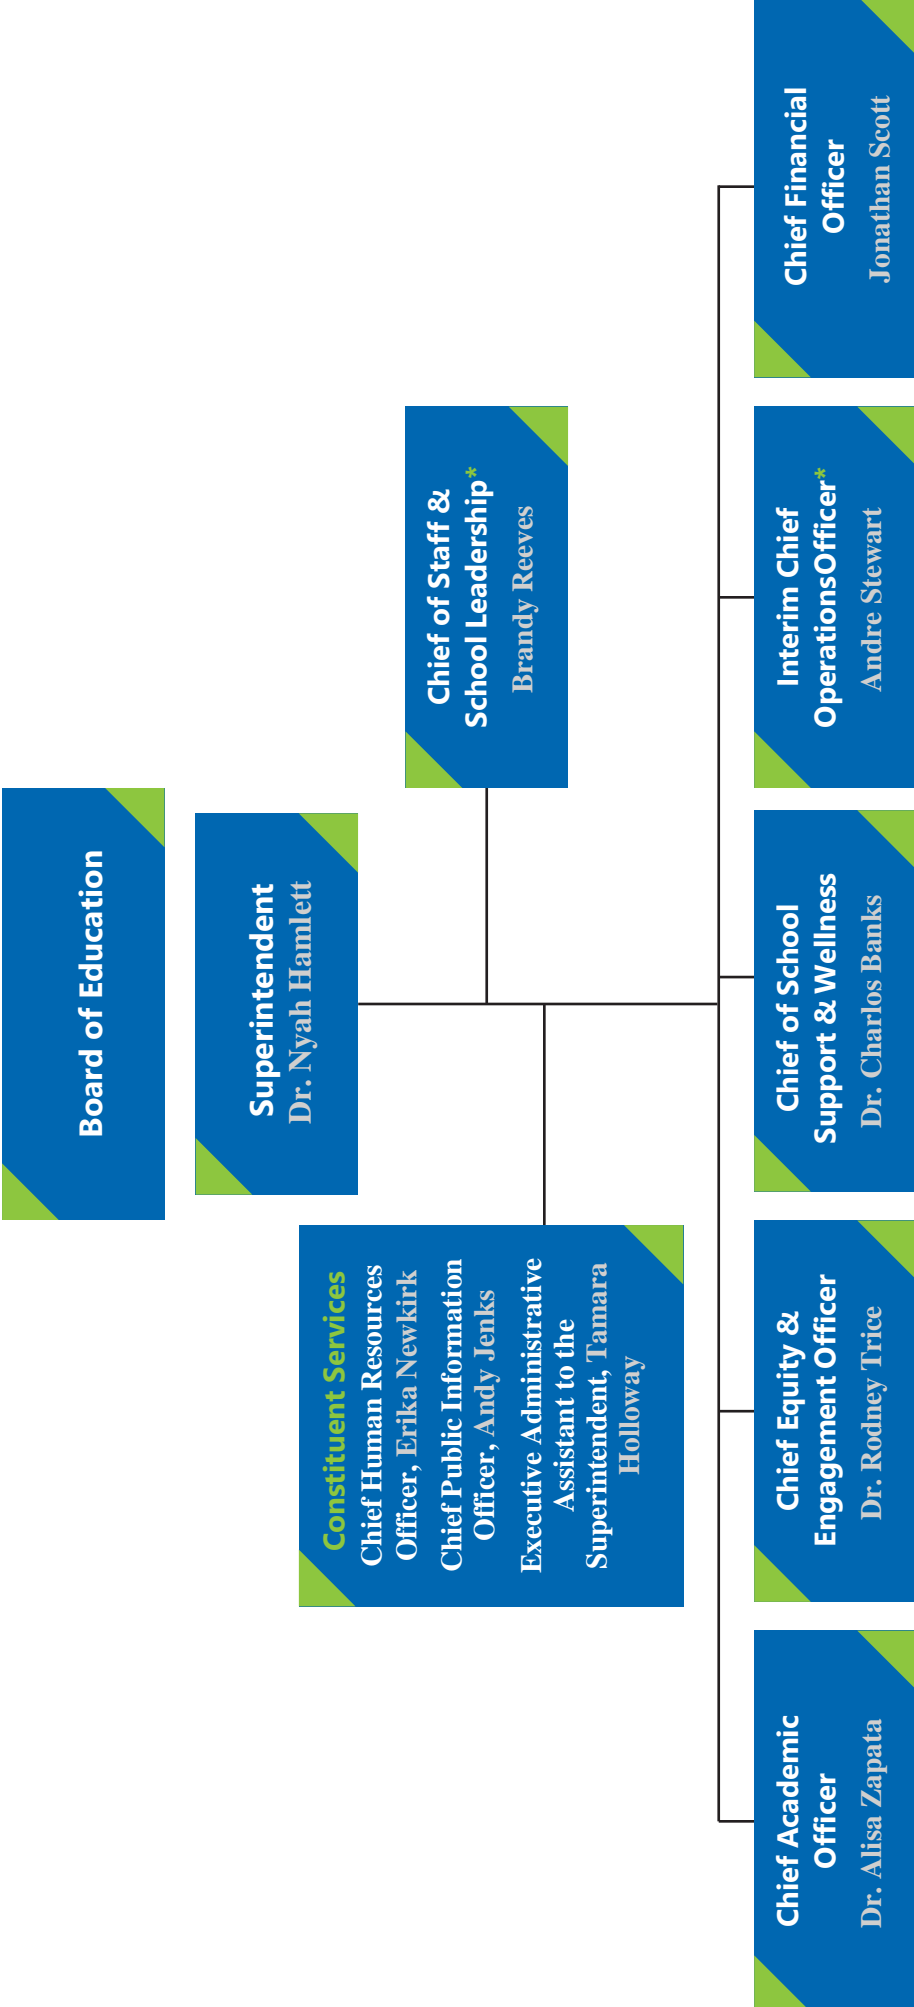 Board of Education
Superintendent
Dr. Nyah Hamlett
Constituent Services
Chief Human Resources
Officer, Erika Newkirk
Chief Public Information
Officer, Andy Jenks
Executive Administrative
Assistant to the
Superintendent, Tamara
Holloway
Chief of Staff &
School Leadership*
Brandy Reeves
Chief Academic
Officer
Dr. Alisa Zapata
Chief Equity &
Engagement Officer
Dr. Rodney Trice
Chief of School
Support & Wellness
Dr. Charlos Banks
Interim Chief
OperationsOfficer*
Andre Stewart
Chief Financial
Officer
Jonathan Scott